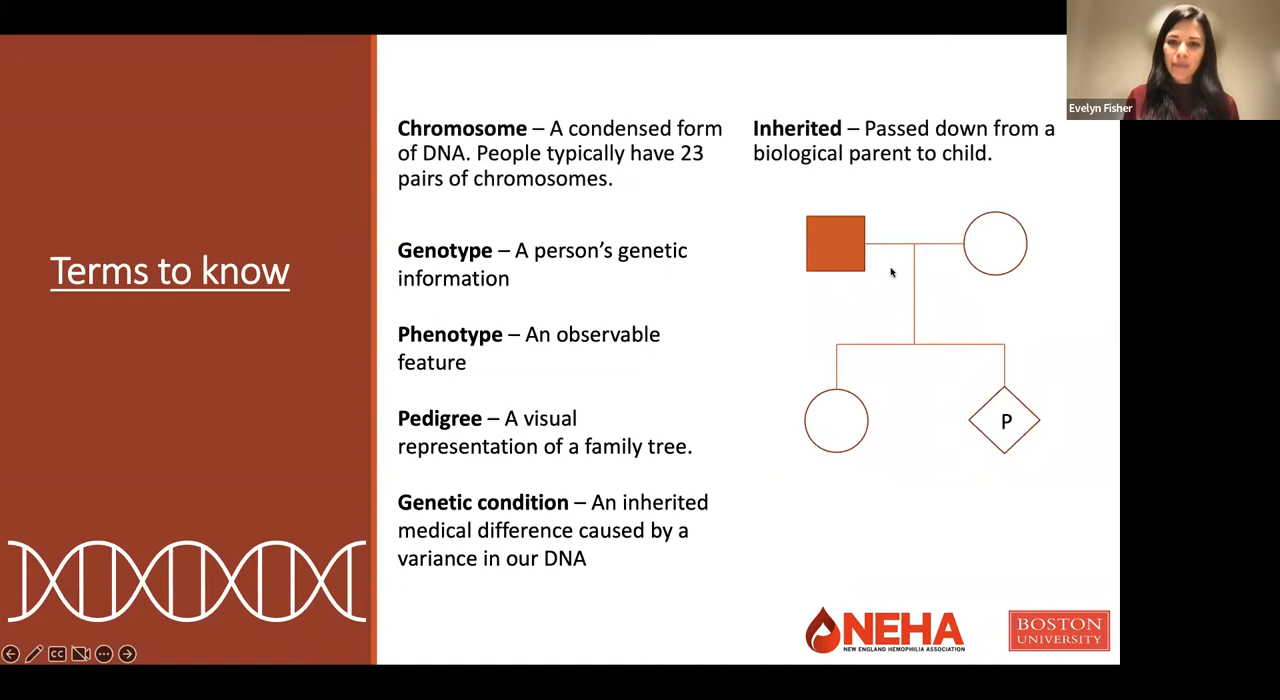 Evelyn Fisher
Terms to know
Chromosome – A condensed form
of DNA. People typically have 23
pairs of chromosomes.
Genotype – A person’s genetic
information
Phenotype – An observable
feature
Pedigree – A visual
representation of a family tree.
Genetic condition – An inherited
medical difference caused by a
variance in our DNA
Inherited – Passed down from a
biological parent to child.
P
CC
NEHA
NEW ENGLAND HEMOPHILIA ASSOCIATION
BOSTON
UNIVERSITY